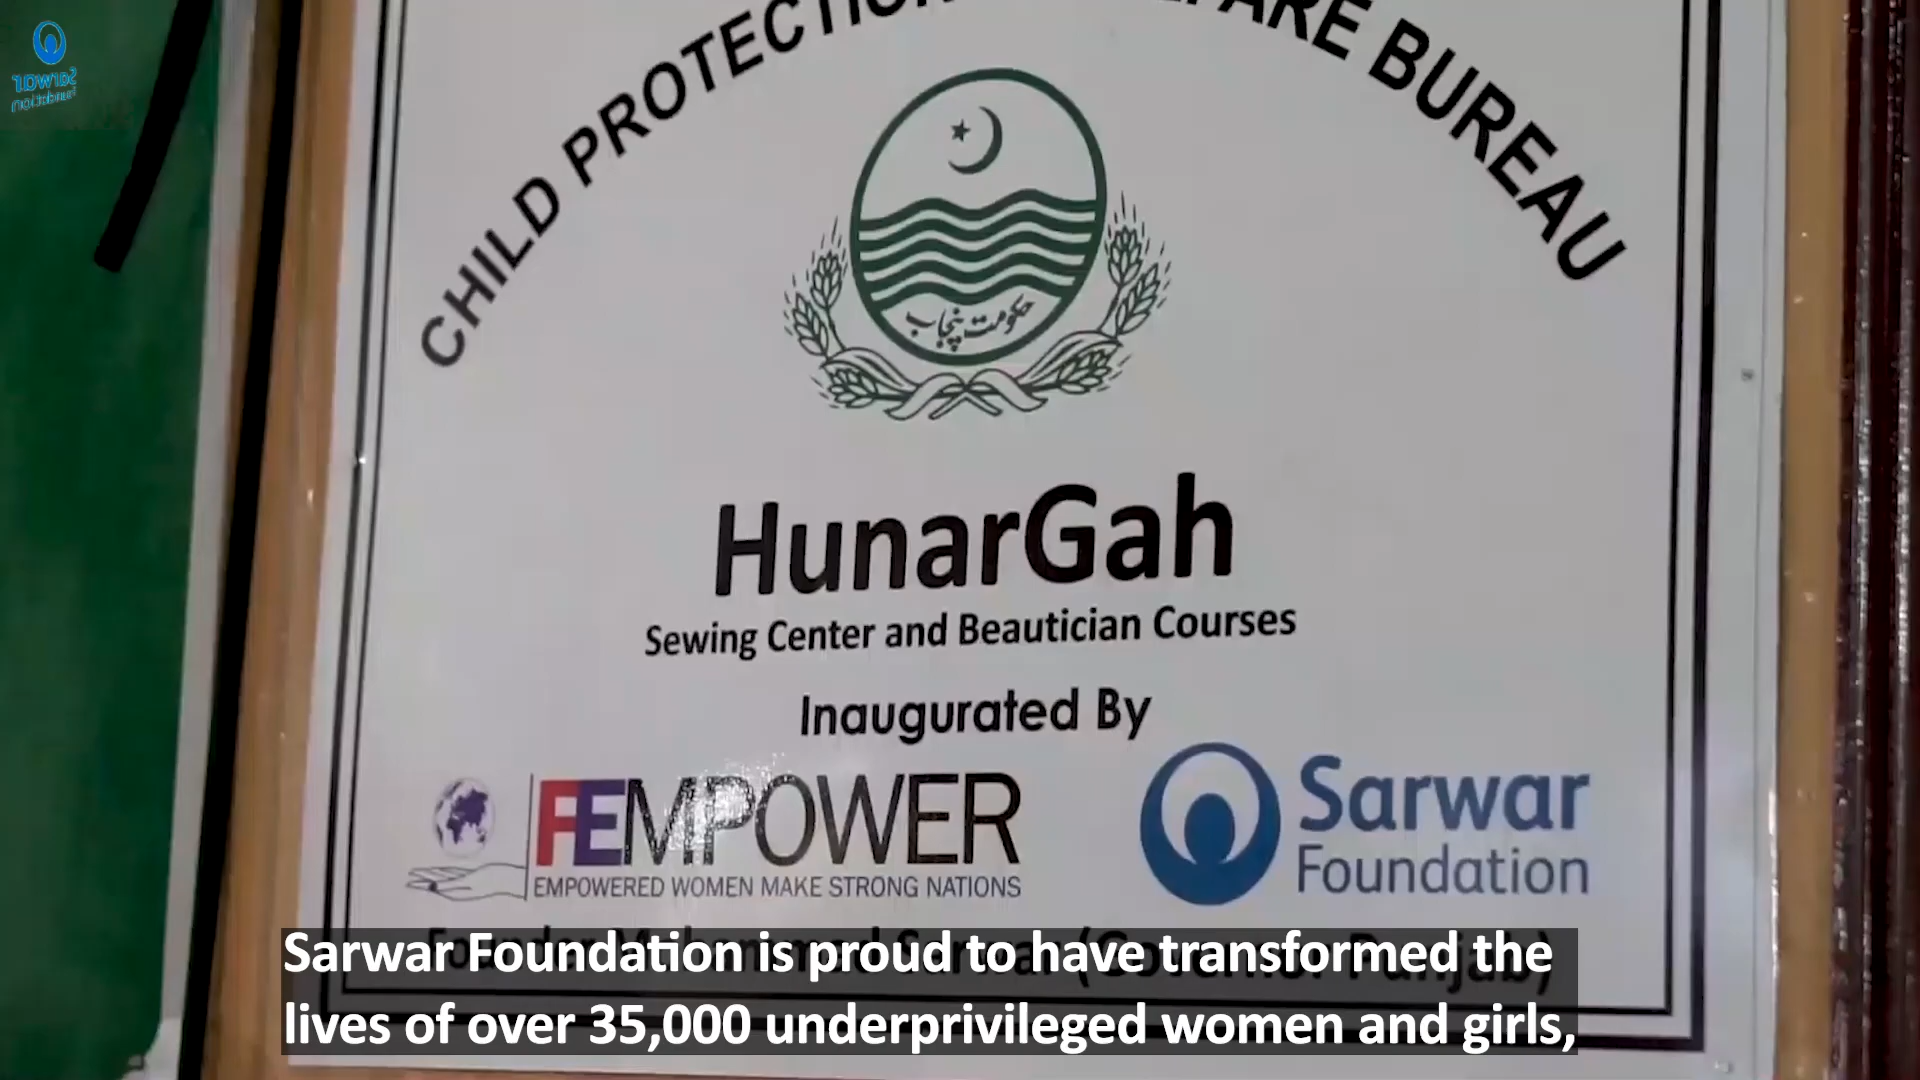 CHILD PROTECTION WELFARE BUREAU
حکومت پنجاب
HunarGah
Sewing Center and Beautician Courses
Inaugurated By
FEMPOWER
EMPOWERED WOMEN MAKE STRONG NATIONS
Sarwar
Foundation
Sarwar Foundation is proud to have transformed the
lives of over 35,000 underprivileged women and girls,